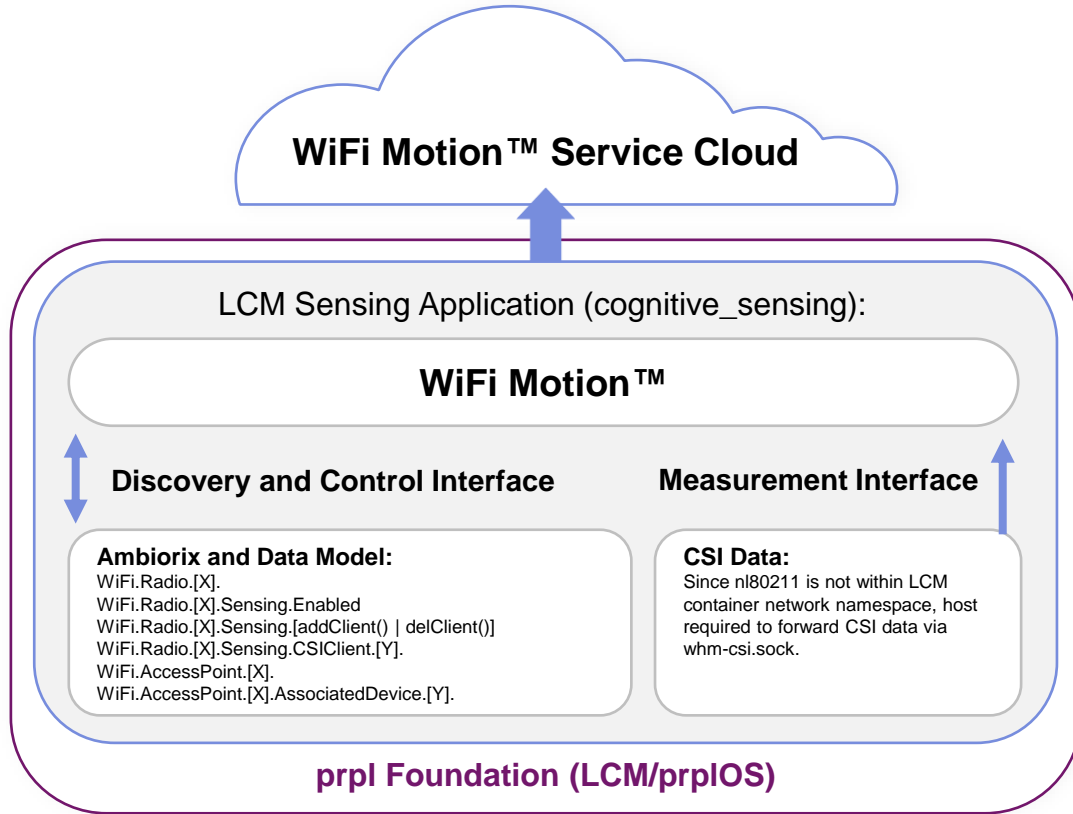 WiFi Motion™ Service Cloud
LCM Sensing Application (cognitive_sensing):
WiFi Motion™
Discovery and Control Interface
Measurement Interface
Ambiorix and Data Model:
WiFi.Radio.[X].
WiFi.Radio.[X].Sensing.Enabled
WiFi.Radio.[X].Sensing.[addClient() | delClient()]
WiFi.Radio.[X].Sensing.CSIClient.[Y].
WiFi.AccessPoint.[X].
WiFi.AccessPoint.[X].AssociatedDevice.[Y].
CSI Data:
Since nl80211 is not within LCM
container network namespace, host
required to forward CSI data via
whm-csi.sock.
prpl Foundation (LCM/prplOS)